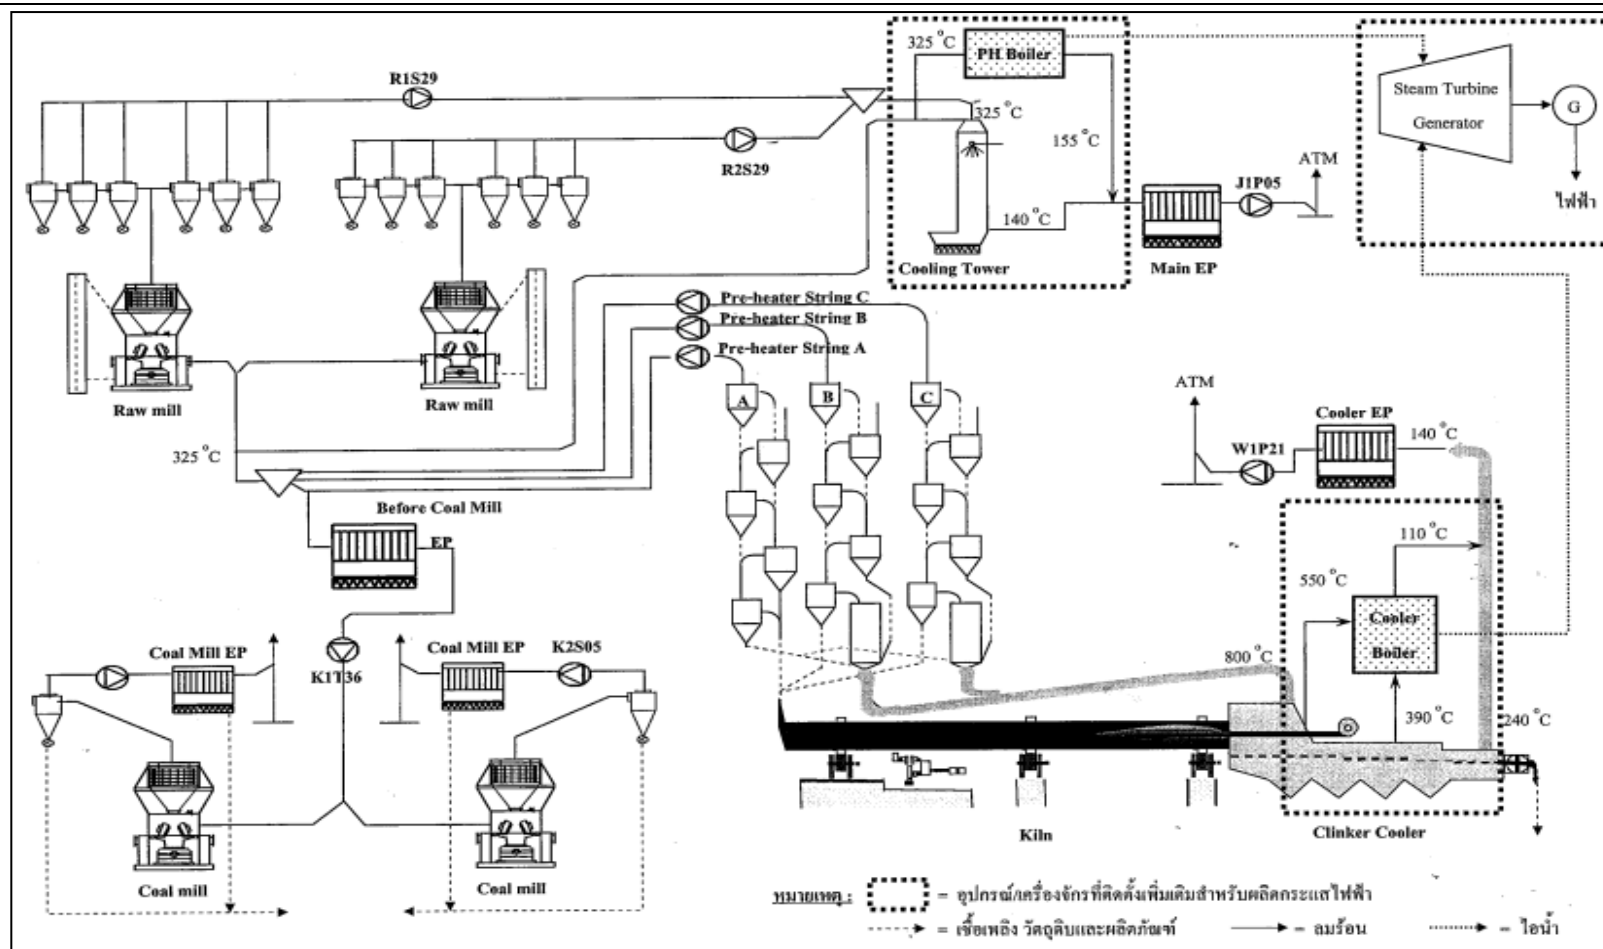 R1S29
R2S29
325 °C
PH Boiler
325 °C
155 °C
140 °C
Cooling Tower
Steam Turbine
Generator
G
ไฟฟ้า
ATM
J1P05
Main EP
Raw mill
Raw mill
Pre-heater String C
Pre-heater String B
Pre-heater String A
325 °C
A
B
C
ATM
Cooler EP
W1P21
140 °C
Before Coal Mill
EP
110 °C
550 °C
Cooler
Boiler
800 °C
390 °C
240 °C
Coal Mill EP
K1T36
Coal Mill EP
K2S05
Coal mill
Coal mill
Kiln
Clinker Cooler
หมายเหตุ :
= อุปกรณ์/เครื่องจักรที่ติดตั้งเพิ่มเติมสำหรับผลิตกระแสไฟฟ้า
= เชื้อเพลิง วัตถุดิบและผลิตภัณฑ์
= ลมร้อน
= ไอน้ำ